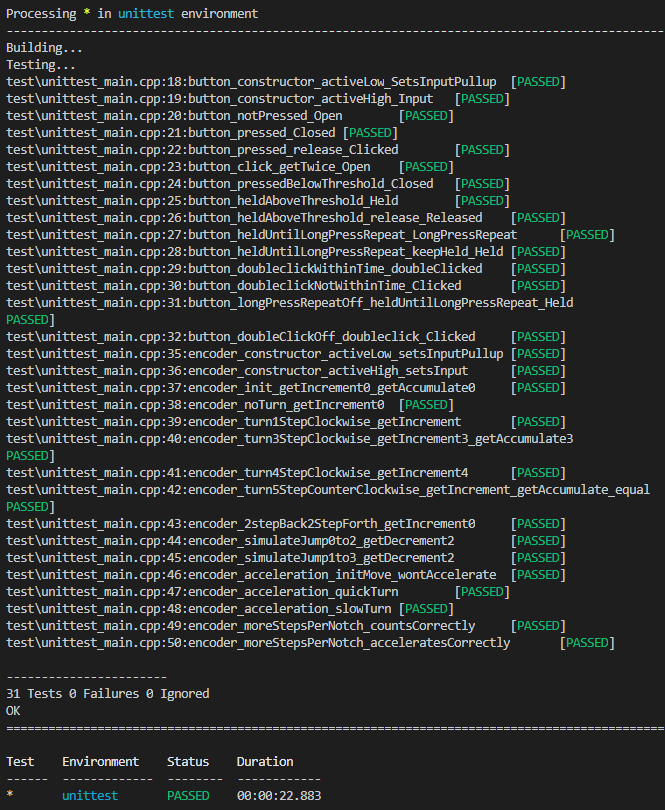 Processing * in unittest environment
--------------------------------------------------------------------------------------------
Building...
Testing...
test\unittest_main.cpp:18:button_constructor_activeLow_SetsInputPullup [PASSED]
test\unittest_main.cpp:19:button_constructor_activeHigh_Input [PASSED]
test\unittest_main.cpp:20:button_notPressed_Open [PASSED]
test\unittest_main.cpp:21:button_pressed_Closed [PASSED]
test\unittest_main.cpp:22:button_pressed_release_Clicked [PASSED]
test\unittest_main.cpp:23:button_click_getTwice_Open [PASSED]
test\unittest_main.cpp:24:button_pressedBelowThreshold_Closed [PASSED]
test\unittest_main.cpp:25:button_heldAboveThreshold_Held [PASSED]
test\unittest_main.cpp:26:button_heldAboveThreshold_release_Released [PASSED]
test\unittest_main.cpp:27:button_heldUntilLongPressRepeat_LongPressRepeat [PASSED]
test\unittest_main.cpp:28:button_heldUntilLongPressRepeat_keepHeld_Held [PASSED]
test\unittest_main.cpp:29:button_doubleclickWithinTime_doubleClicked [PASSED]
test\unittest_main.cpp:30:button_doubleclickNotWithinTime_Clicked [PASSED]
test\unittest_main.cpp:31:button_longPressRepeatOff_heldUntilLongPressRepeat_Held
PASSED]
test\unittest_main.cpp:32:button_doubleClickOff_doubleclick_Clicked [PASSED]
test\unittest_main.cpp:35:encoder_constructor_activeLow_setsInputPullup [PASSED]
test\unittest_main.cpp:36:encoder_constructor_activeHigh_setsInput [PASSED]
test\unittest_main.cpp:37:encoder_init_getIncrement0_getAccumulate0 [PASSED]
test\unittest_main.cpp:38:encoder_noTurn_getIncrement0 [PASSED]
test\unittest_main.cpp:39:encoder_turn1StepClockwise_getIncrement [PASSED]
test\unittest_main.cpp:40:encoder_turn3StepClockwise_getIncrement3_getAccumulate3
PASSED]
test\unittest_main.cpp:41:encoder_turn4StepClockwise_getIncrement4 [PASSED]
test\unittest_main.cpp:42:encoder_turn5StepCounterClockwise_getIncrement_getAccumulate_equal
PASSED]
test\unittest_main.cpp:43:encoder_2stepBack2StepForth_getIncrement0 [PASSED]
test\unittest_main.cpp:44:encoder_simulateJump0to2_getDecrement2 [PASSED]
test\unittest_main.cpp:45:encoder_simulateJump1to3_getDecrement2 [PASSED]
test\unittest_main.cpp:46:encoder_acceleration_initMove_wontAccelerate [PASSED]
test\unittest_main.cpp:47:encoder_acceleration_quickTurn [PASSED]
test\unittest_main.cpp:48:encoder_acceleration_slowTurn [PASSED]
test\unittest_main.cpp:49:encoder_moreStepsPerNotch_countsCorrectly [PASSED]
test\unittest_main.cpp:50:encoder_moreStepsPerNotch_acceleratesCorrectly [PASSED]
-----------------------
31 Tests 0 Failures 0 Ignored
OK
============================================================================================
Test Environment Status Duration
------ ------------- -------- ------------
* unittest PASSED 00:00:22.883